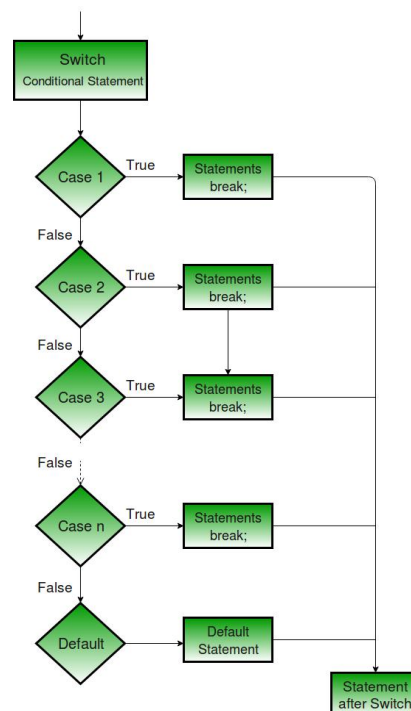 Switch
Conditional Statement
Case 1
True
Statements
break;
False
Case 2
True
Statements
break;
False
Case 3
True
Statements
break;
False
Case n
True
Statements
break;
False
Default
Default
Statement
Statement
after Switch